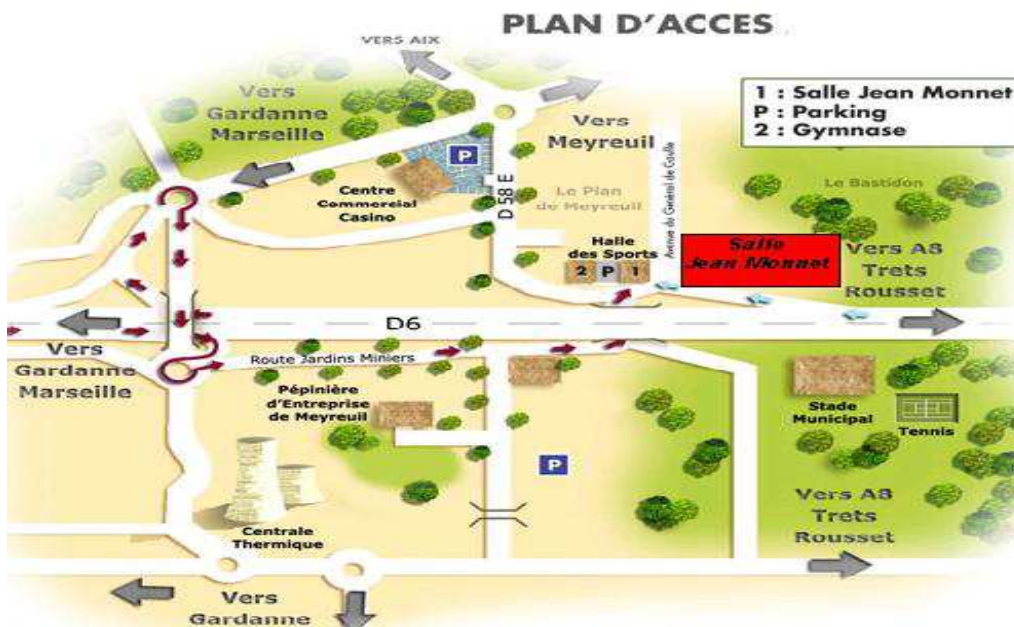 PLAN D'ACCES
VERS AIX
1 : Salle Jean Monnet
P : Parking
2 : Gymnase
Vers
Gardanne
Marseille
P
Vers
Meyreuil
Centre
Commercial
Casino
D 58 E
Le Plan
de Meyreuil
Avenue du Général de Gaulle
Le Bastidon
Halle
des Sports
2 P 1
Salle
Jean Monnet
Vers A8
Trets
Rousset
D6
Vers
Gardanne
Marseille
Route Jardins Miniers
Pépinière
d'Entreprise
de Meyreuil
Stade
Municipal
Tennis
P
Vers A8
Trets
Rousset
Centrale
Thermique
Vers
Gardanne